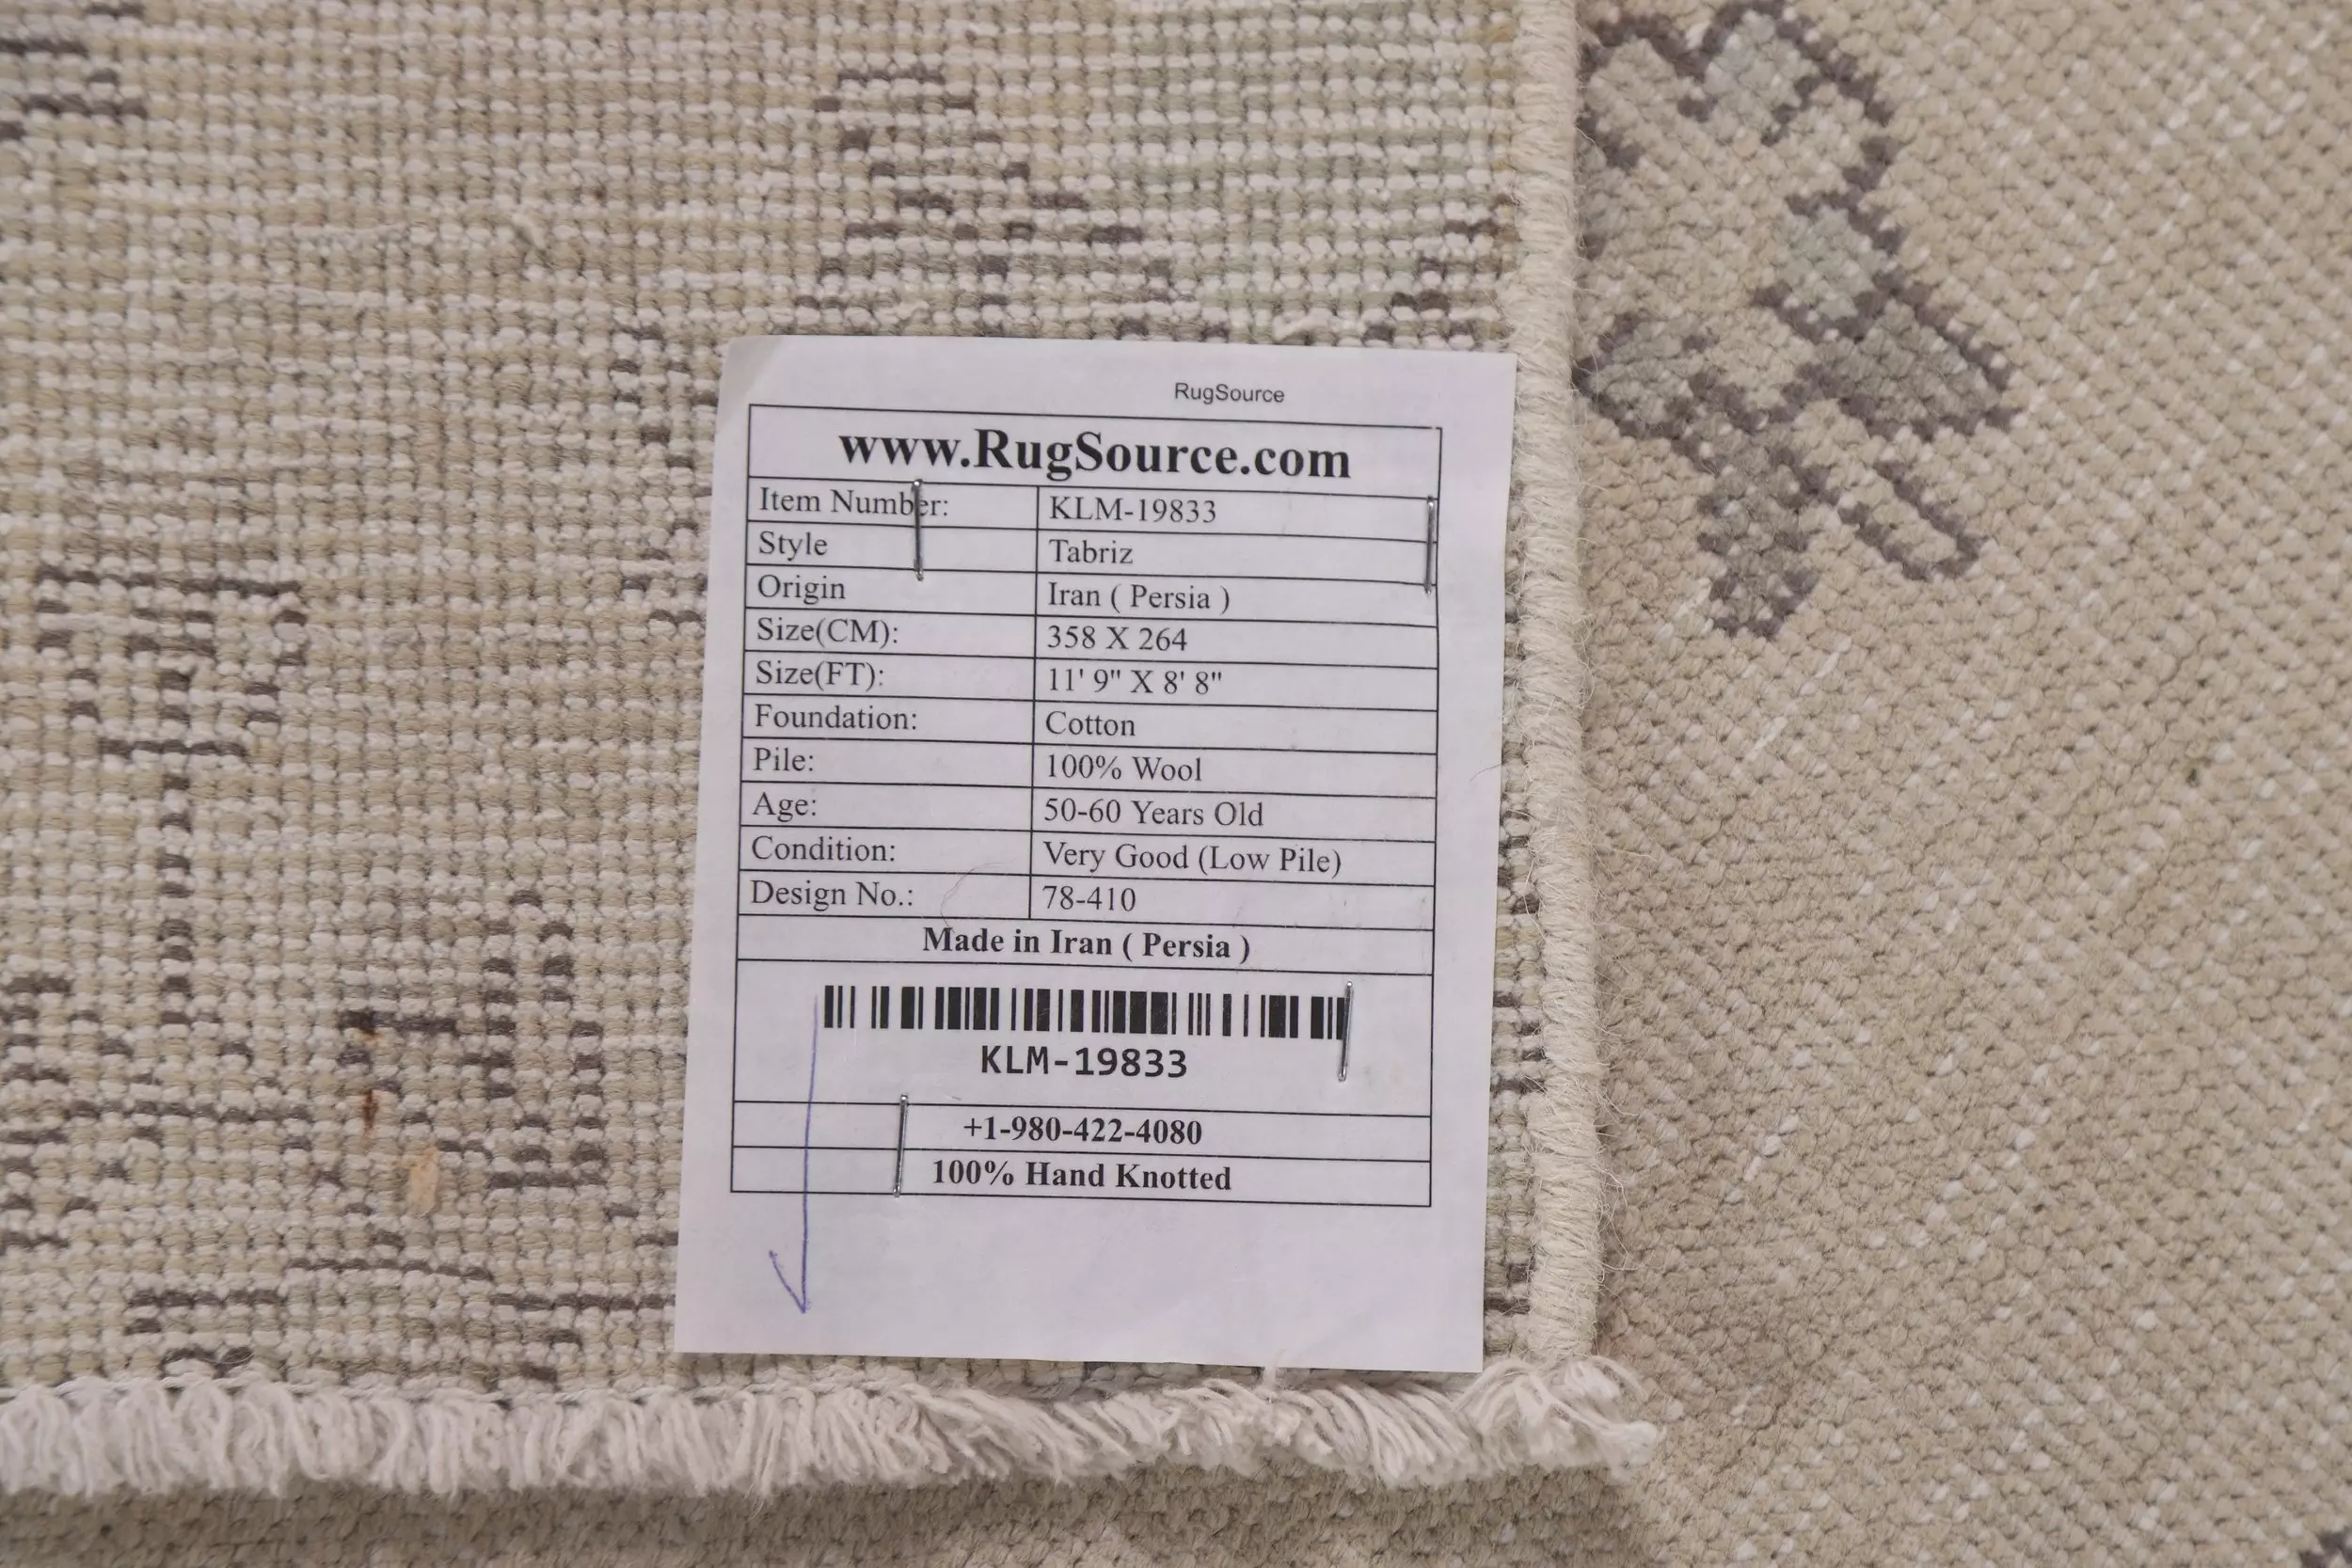 RugSource
www.RugSource.com
Item Number: KLM-19833
Style Tabriz
Origin Iran ( Persia )
Size(CM): 358 X 264
Size(FT): 11' 9" X 8' 8"
Foundation: Cotton
Pile: 100% Wool
Age: 50-60 Years Old
Condition: Very Good (Low Pile)
Design No.: 78-410
Made in Iran ( Persia )
KLM-19833
+1-980-422-4080
100% Hand Knotted